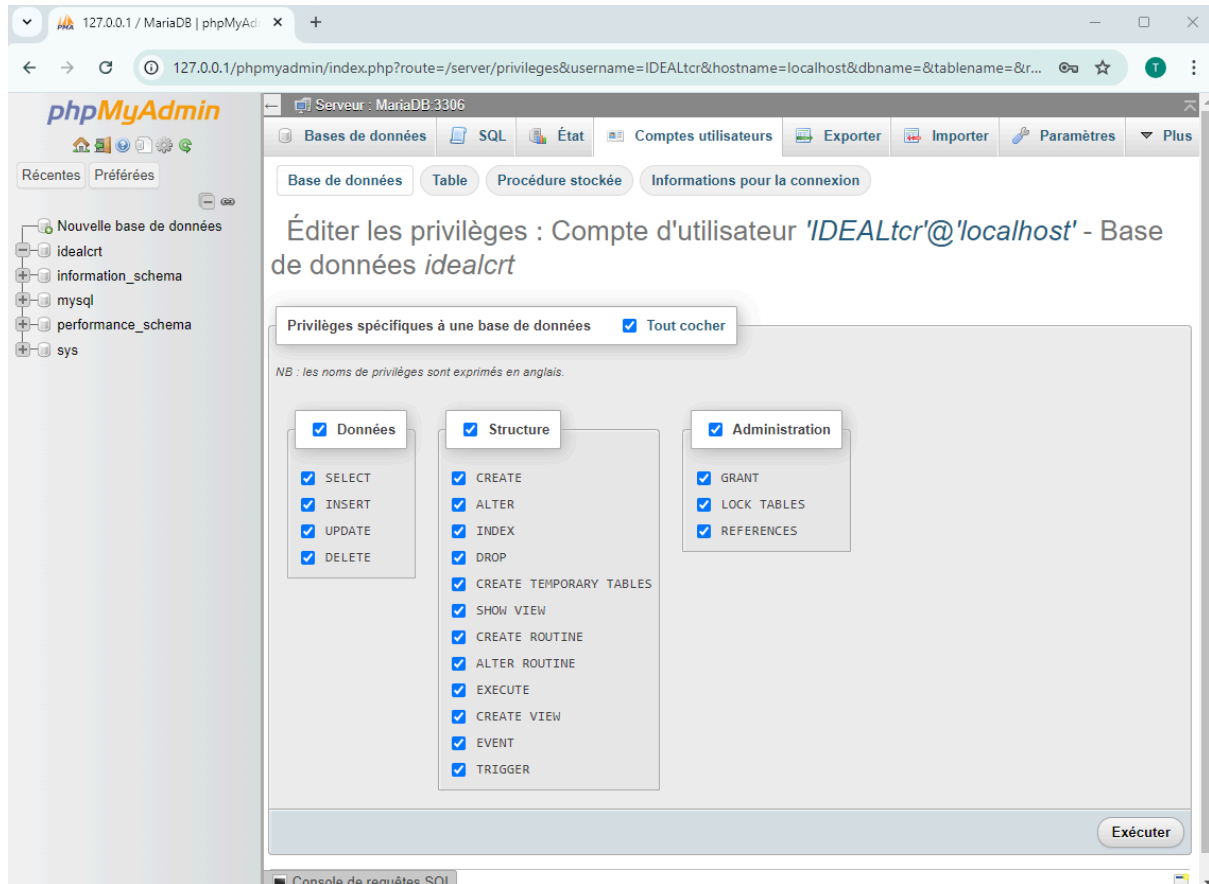 127.0.0.1 / MariaDB | phpMyAd
127.0.0.1/phpmyadmin/index.php?route=/server/privileges&username=IDEALtcr&hostname=localhost&dbname=&tablename=&r...
T
phpMyAdmin
Récentes Préférées
Nouvelle base de données
idealcrt
information_schema
mysql
performance_schema
sys
Serveur : MariaDB:3306
Bases de données SQL État Comptes utilisateurs Exporter Importer Paramètres Plus
Base de données Table Procédure stockée Informations pour la connexion
Éditer les privilèges : Compte d'utilisateur 'IDEALtcr'@'localhost' - Base
de données idealcrt
Privilèges spécifiques à une base de données Tout cocher
NB : les noms de privilèges sont exprimés en anglais.
Données
SELECT
INSERT
UPDATE
DELETE
Structure
CREATE
ALTER
INDEX
DROP
CREATE TEMPORARY TABLES
SHOW VIEW
CREATE ROUTINE
ALTER ROUTINE
EXECUTE
CREATE VIEW
EVENT
TRIGGER
Administration
GRANT
LOCK TABLES
REFERENCES
Exécuter
Console de requêtes SQL